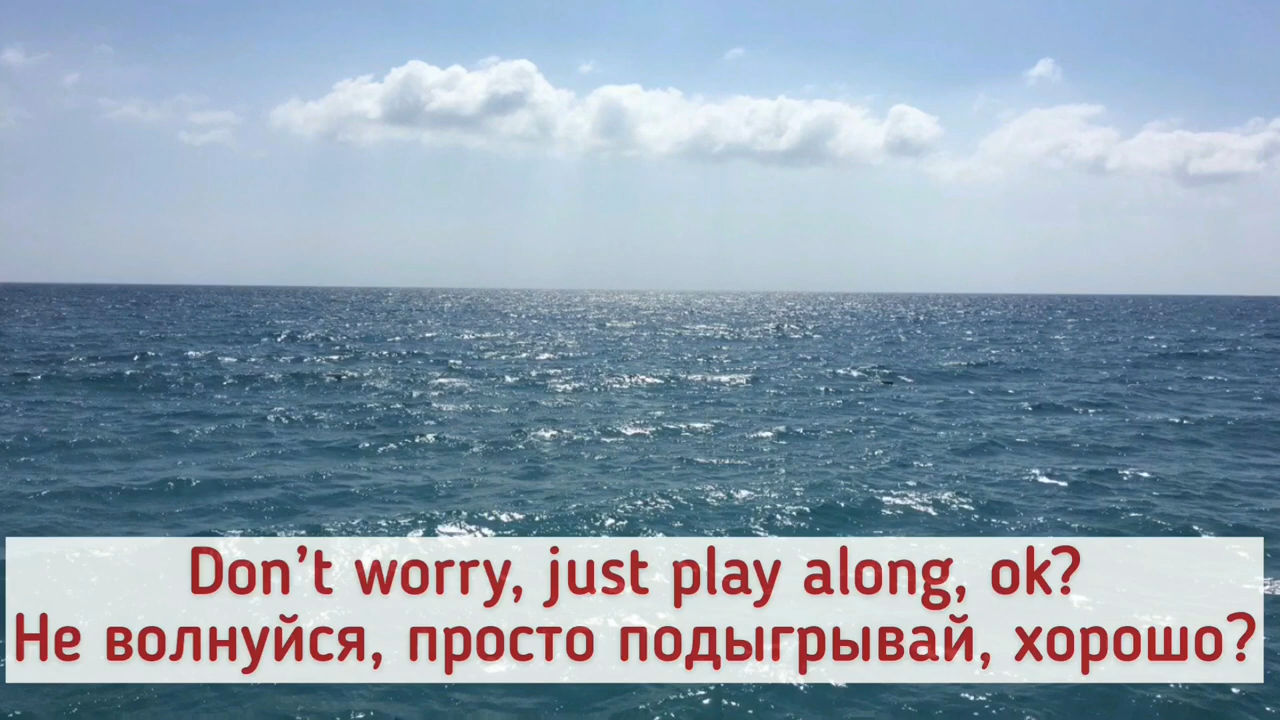 Don’t worry, just play along, ok?
Не волнуйся, просто подыгрывай, хорошо?